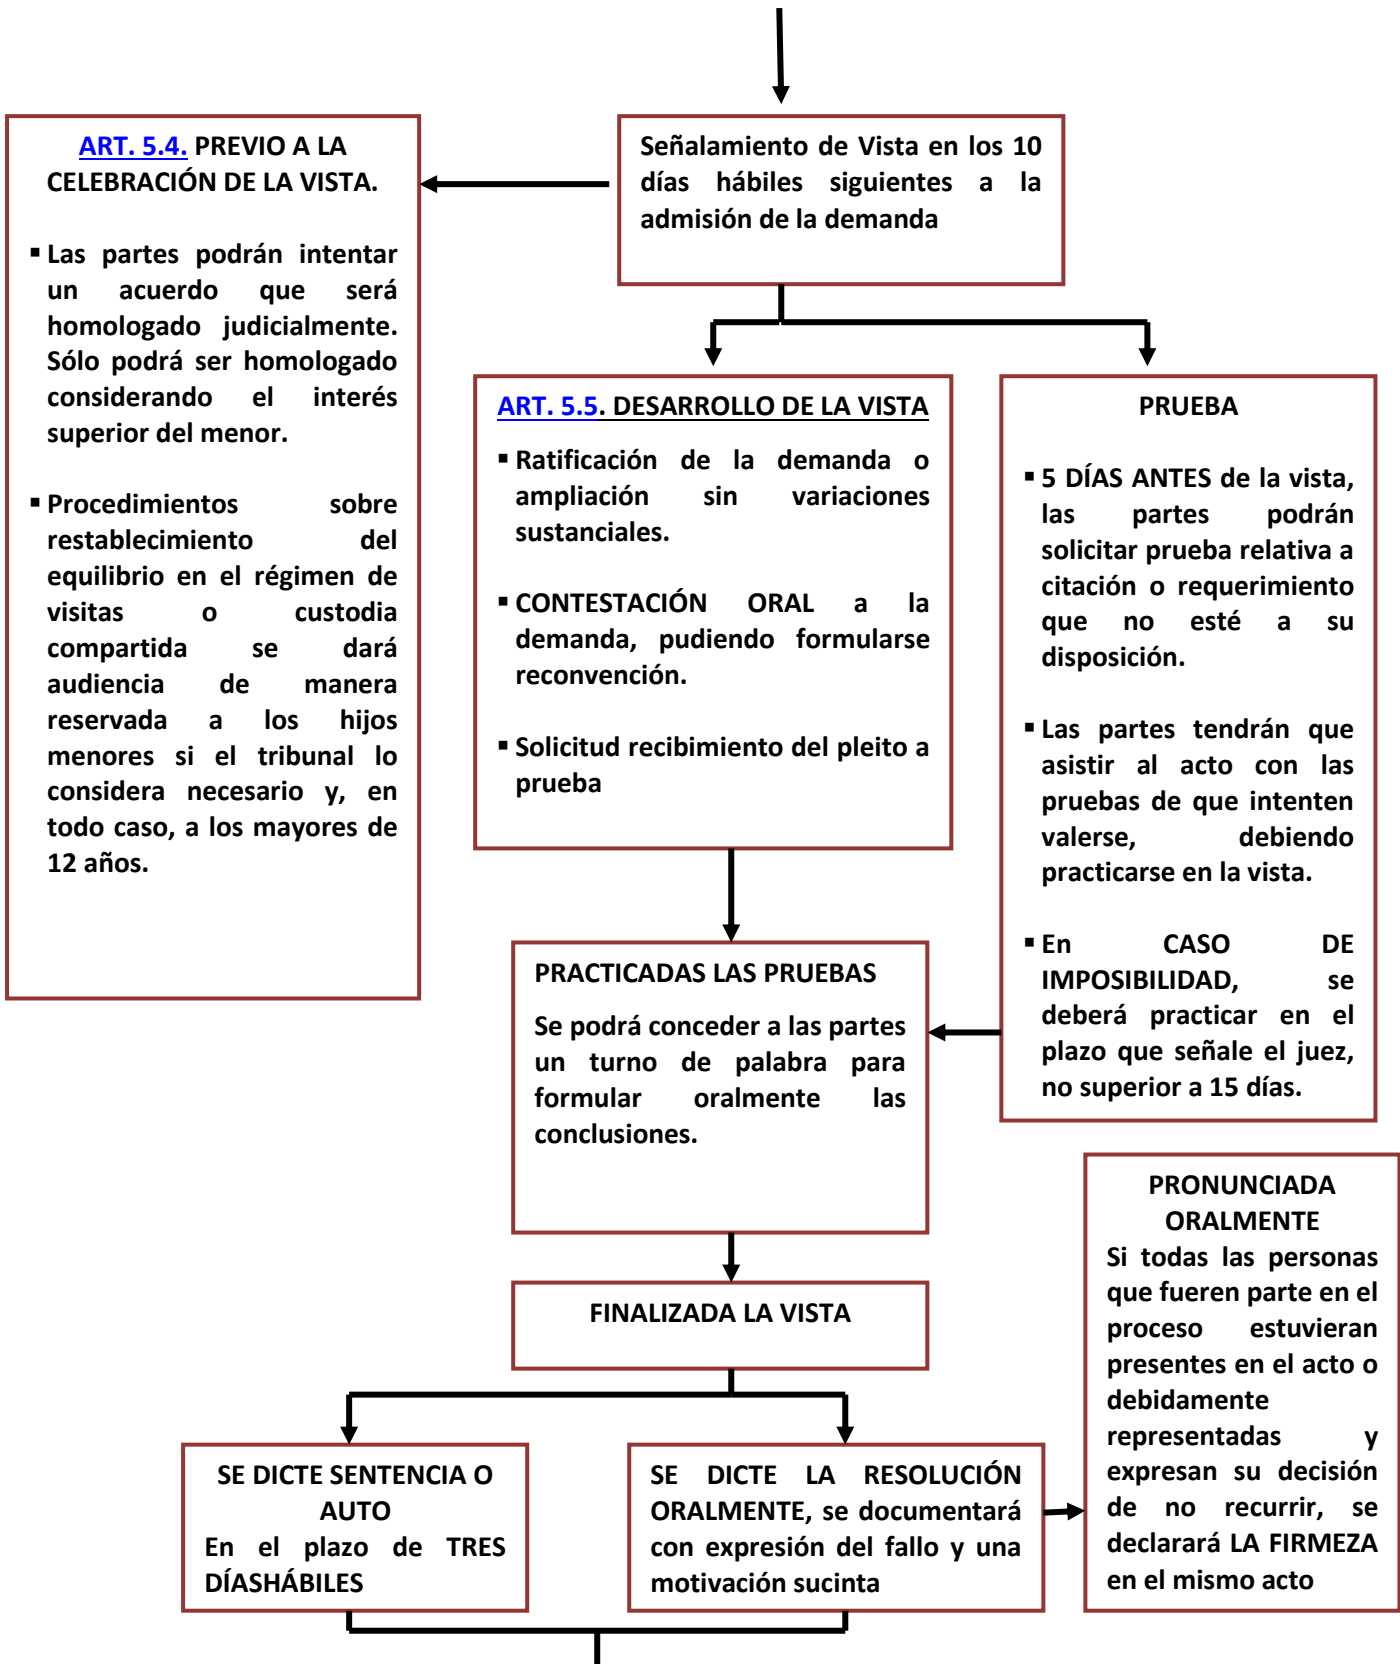 Señalamiento de Vista en los 10
días hábiles siguientes a la
admisión de la demanda
ART. 5.4. PREVIO A LA
CELEBRACIÓN DE LA VISTA.
▪ Las partes podrán intentar
un acuerdo que será
homologado judicialmente.
Sólo podrá ser homologado
considerando el interés
superior del menor.
▪ Procedimientos sobre
restablecimiento del
equilibrio en el régimen de
visitas o custodia
compartida se dará
audiencia de manera
reservada a los hijos
menores si el tribunal lo
considera necesario y, en
todo caso, a los mayores de
12 años.
ART. 5.5. DESARROLLO DE LA VISTA
▪ Ratificación de la demanda o
ampliación sin variaciones
sustanciales.
▪ CONTESTACIÓN ORAL a la
demanda, pudiendo formularse
reconvención.
▪ Solicitud recibimiento del pleito a
prueba
PRUEBA
▪ 5 DÍAS ANTES de la vista,
las partes podrán
solicitar prueba relativa a
citación o requerimiento
que no esté a su
disposición.
▪ Las partes tendrán que
asistir al acto con las
pruebas de que intenten
valerse, debiendo
practicarse en la vista.
▪ En CASO DE
IMPOSIBILIDAD, se
deberá practicar en el
plazo que señale el juez,
no superior a 15 días.
PRACTICADAS LAS PRUEBAS
Se podrá conceder a las partes
un turno de palabra para
formular oralmente las
conclusiones.
FINALIZADA LA VISTA
SE DICTE SENTENCIA O
AUTO
En el plazo de TRES
DÍASHÁBILES
SE DICTE LA RESOLUCIÓN
ORALMENTE, se documentará
con expresión del fallo y una
motivación sucinta
PRONUNCIADA
ORALMENTE
Si todas las personas
que fueren parte en el
proceso estuvieran
presentes en el acto o
debidamente
representadas y
expresan su decisión
de no recurrir, se
declarará LA FIRMEZA
en el mismo acto